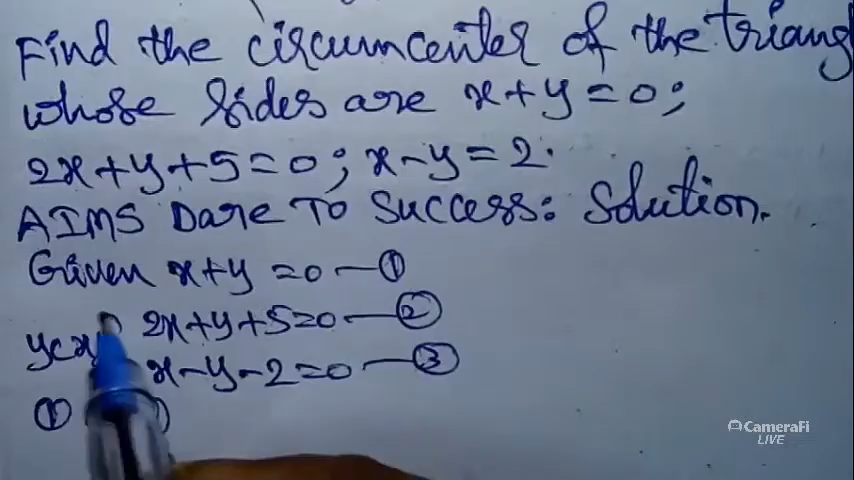 Find the circumcenter of the triangl
whose sides are x+y=0;
2x+y+5=0; x-y=2.
AIMS Dare To Success: Solution.
Given x+y=0—①
2x+y+5=0—②
x-y-2=0—③
①
CameraFi
LIVE